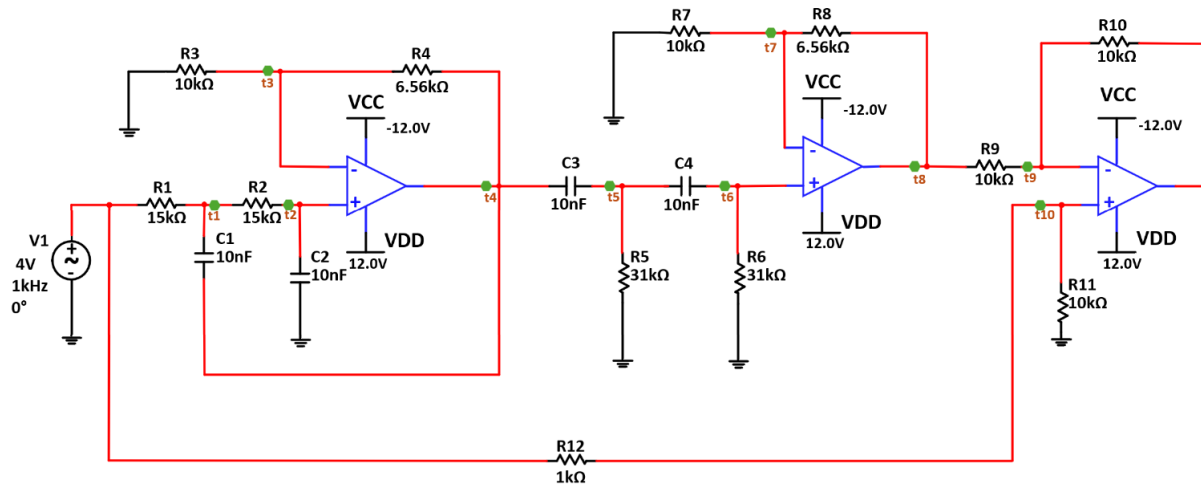 R3
10kΩ
t3
R4
6.56kΩ
VCC
-12.0V
-
+
VDD
12.0V
R1
15kΩ
t1
R2
15kΩ
t2
C1
10nF
C2
10nF
V1
4V
1kHz
0°
+
~
-
t4
C3
10nF
t5
C4
10nF
t6
R5
31kΩ
R6
31kΩ
R7
10kΩ
t7
R8
6.56kΩ
VCC
-12.0V
-
+
VDD
12.0V
t8
R9
10kΩ
t9
R10
10kΩ
VCC
-12.0V
-
+
VDD
12.0V
t10
R11
10kΩ
R12
1kΩ